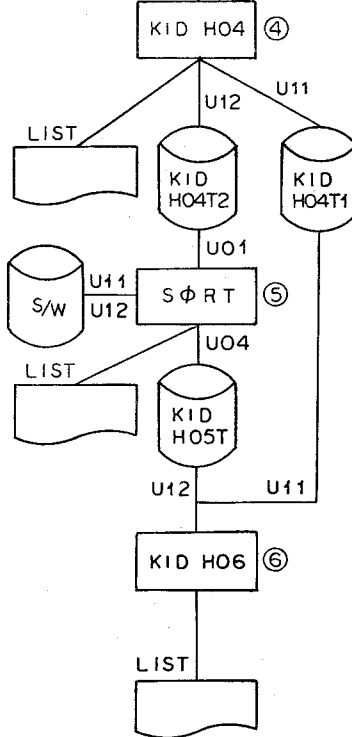 KID H04 ④
U12
U11
LIST
KID
H04T2
KID
H04T1
U01
S/W
U11
U12
SΦRT ⑤
U04
LIST
KID
H05T
U12
U11
KID H06 ⑥
LIST